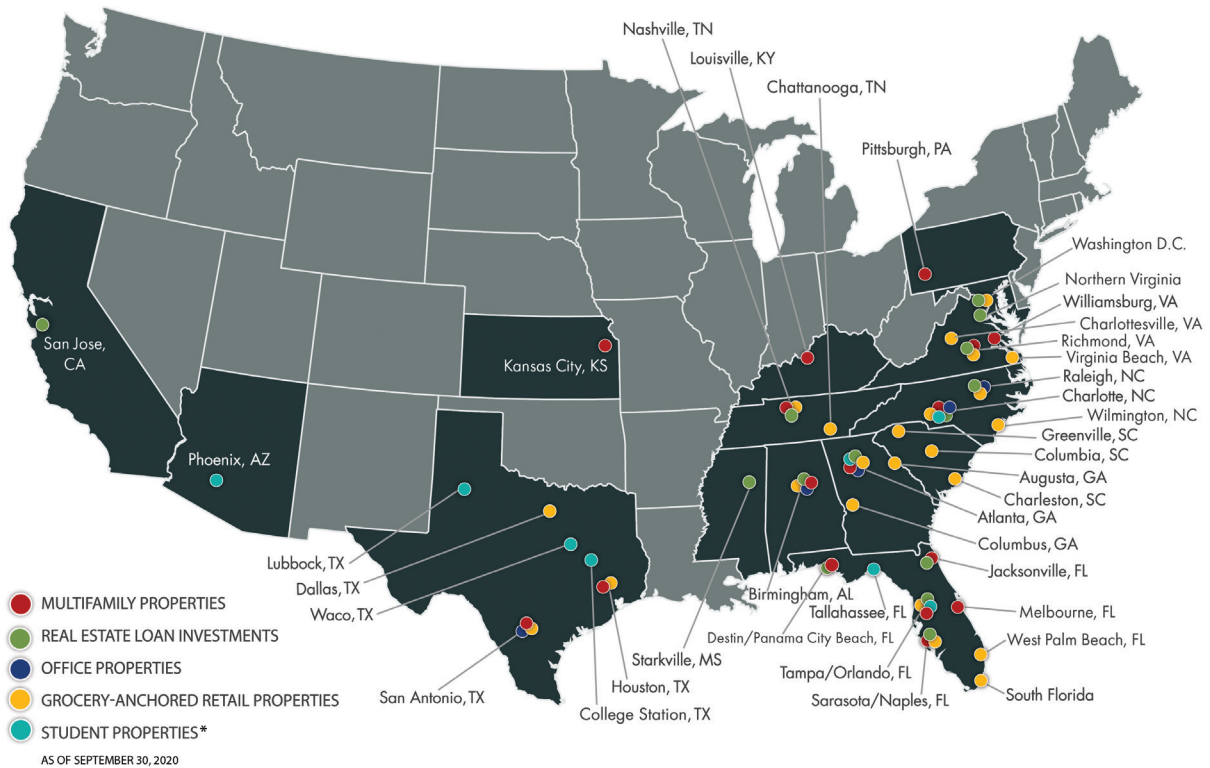 Nashville, TN
Louisville, KY
Chattanooga, TN
Pittsburgh, PA
Washington D.C.
Northern Virginia
Williamsburg, VA
Charlottesville, VA
Richmond, VA
Virginia Beach, VA
Raleigh, NC
Charlotte, NC
Wilmington, NC
Greenville, SC
Columbia, SC
Augusta, GA
Charleston, SC
Atlanta, GA
Columbus, GA
Jacksonville, FL
Melbourne, FL
West Palm Beach, FL
South Florida
San Jose,
CA
Kansas City, KS
Phoenix, AZ
Lubbock, TX
Dallas, TX
Waco, TX
San Antonio, TX
Houston, TX
College Station, TX
Starkville, MS
Birmingham, AL
Tallahassee, FL
Destin/Panama City Beach, FL
Tampa/Orlando, FL
Sarasota/Naples, FL
MULTIFAMILY PROPERTIES
REAL ESTATE LOAN INVESTMENTS
OFFICE PROPERTIES
GROCERY-ANCHORED RETAIL PROPERTIES
STUDENT PROPERTIES*
AS OF SEPTEMBER 30, 2020